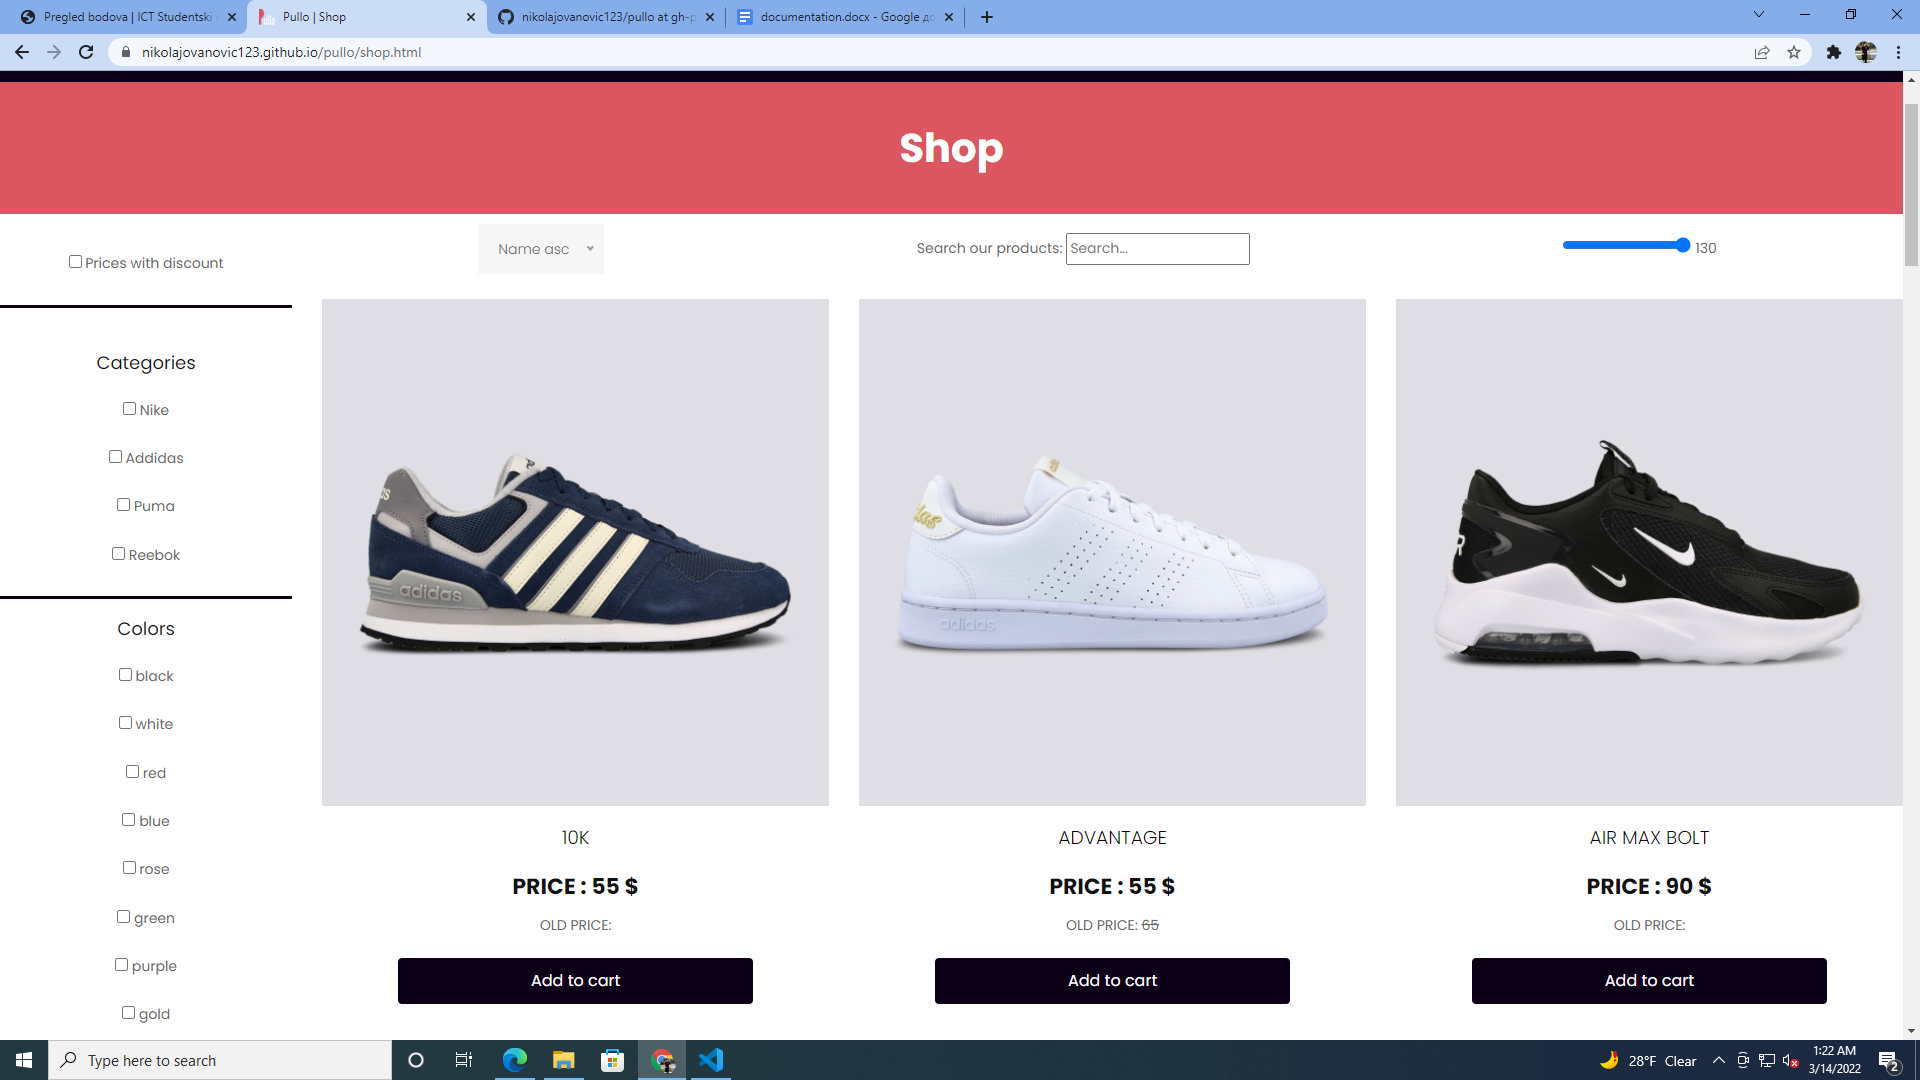 Pregled bodova | ICT Studentski
Pullo | Shop
nikolajovanovic123/pullo at gh-p
documentation.docx - Google до
nikolajovanovic123.github.io/pullo/shop.html
Shop
Prices with discount
Name asc
Search our products: Search...
130
Categories
Nike
Addidas
Puma
Reebok
Colors
black
white
red
blue
rose
green
purple
gold
adidas
adidas
10K
PRICE : 55 $
OLD PRICE:
Add to cart
ADVANTAGE
PRICE : 55 $
OLD PRICE: 65
Add to cart
AIR MAX BOLT
PRICE : 90 $
OLD PRICE:
Add to cart
Type here to search
28°F Clear
1:22 AM
3/14/2022
2